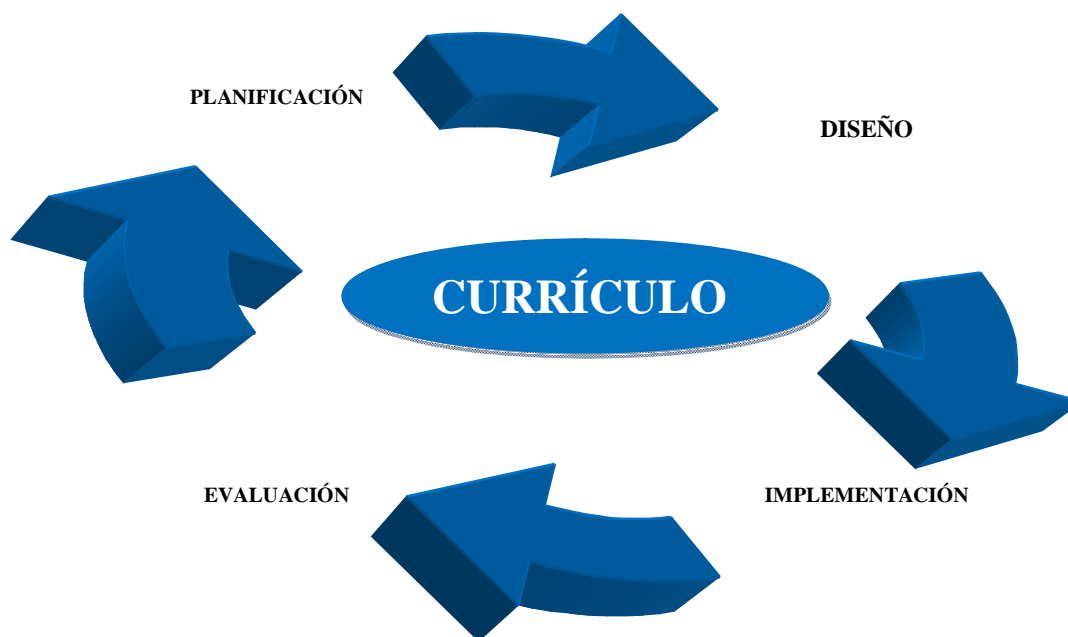 PLANIFICACIÓN
DISEÑO
CURRÍCULO
EVALUACIÓN
IMPLEMENTACIÓN